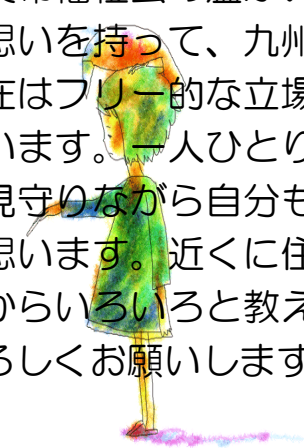 思いを持って、九州
在はフリー的な立場
います。一人ひとり
見守りながら自分も
思います。近くに住
からいろいろと教え
ろしくお願いします